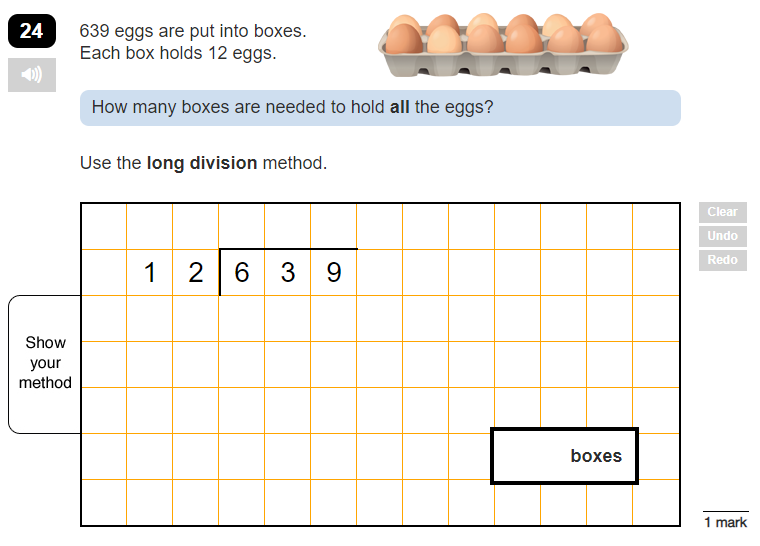 24
639 eggs are put into boxes.
Each box holds 12 eggs.
How many boxes are needed to hold all the eggs?
Use the long division method.
Clear
Undo
Redo
1 2 6 3 9
Show
your
method
boxes
1 mark